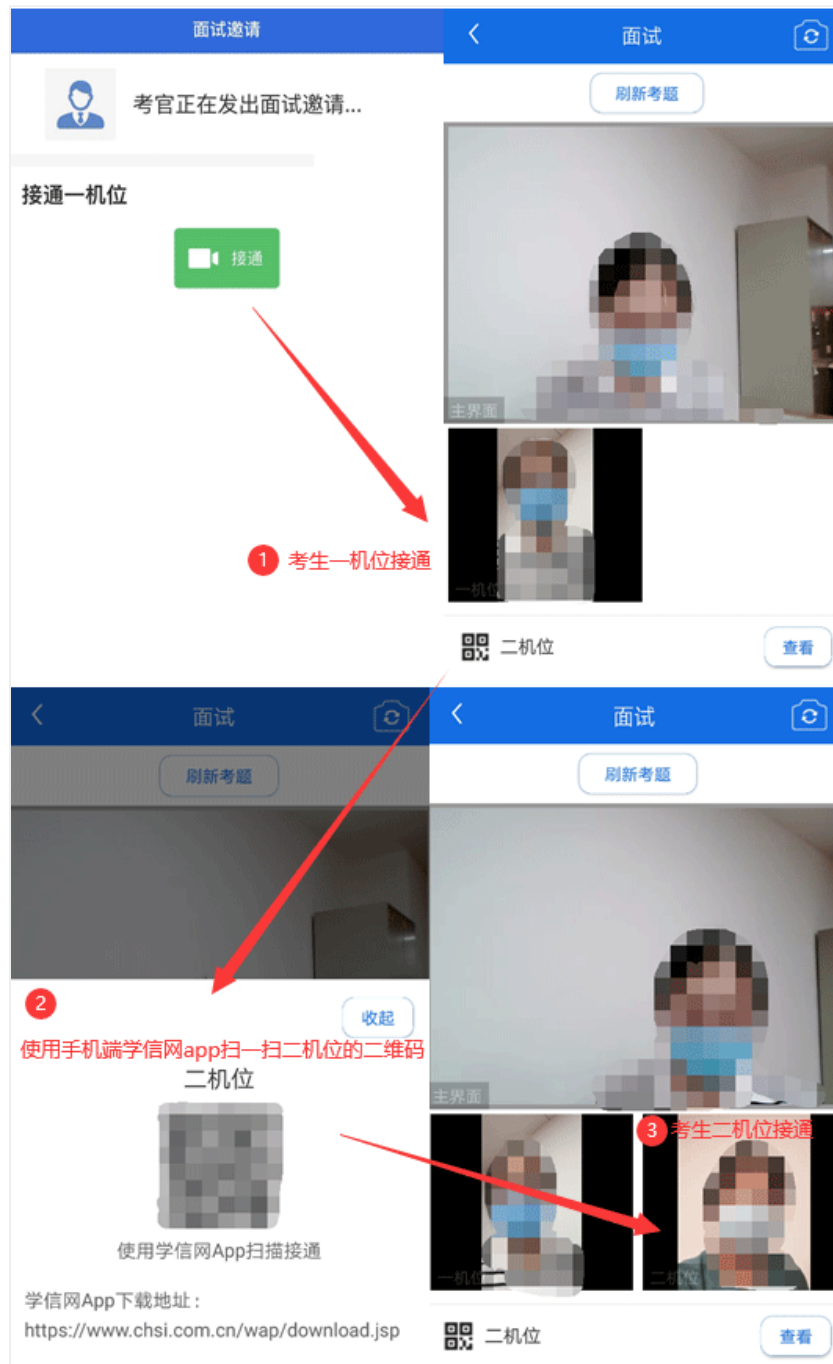 面试邀请
考官正在发出面试邀请...
接通一机位
接通
1 考生一机位接通
面试
刷新考题
主界面
一机位
二机位
查看
面试
刷新考题
2
收起
使用手机端学信网app扫一扫二机位的二维码
二机位
使用学信网App扫描接通
学信网App下载地址：
https://www.chsi.com.cn/wap/download.jsp
面试
刷新考题
主界面
3 考生二机位接通
一机位
二机位
二机位
查看